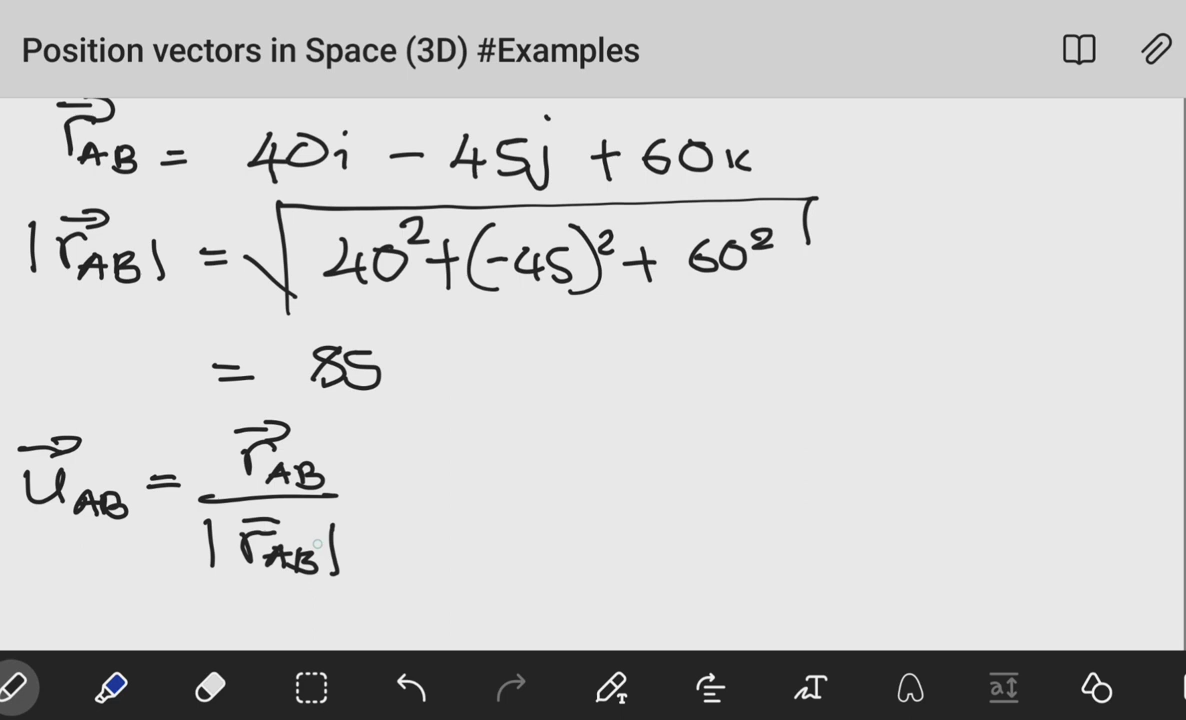 Position vectors in Space (3D) #Examples
r⃗AB = 40i - 45j + 60k
|r⃗AB| = √40²+(-45)²+ 60²
= 85
u⃗AB = r⃗AB / |r⃗AB|